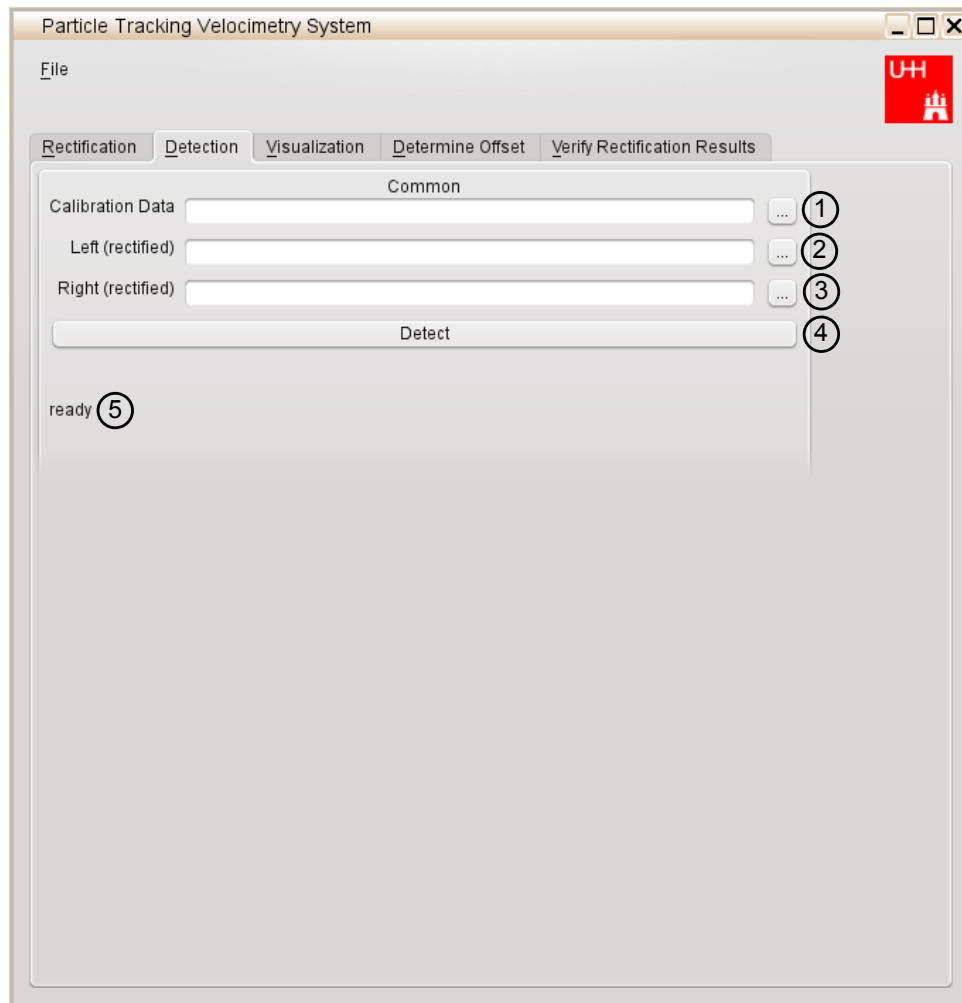 Particle Tracking Velocimetry System
File
UHH
Rectification Detection Visualization Determine Offset Verify Rectification Results
Common
Calibration Data ... 1
Left (rectified) ... 2
Right (rectified) ... 3
Detect 4
ready 5